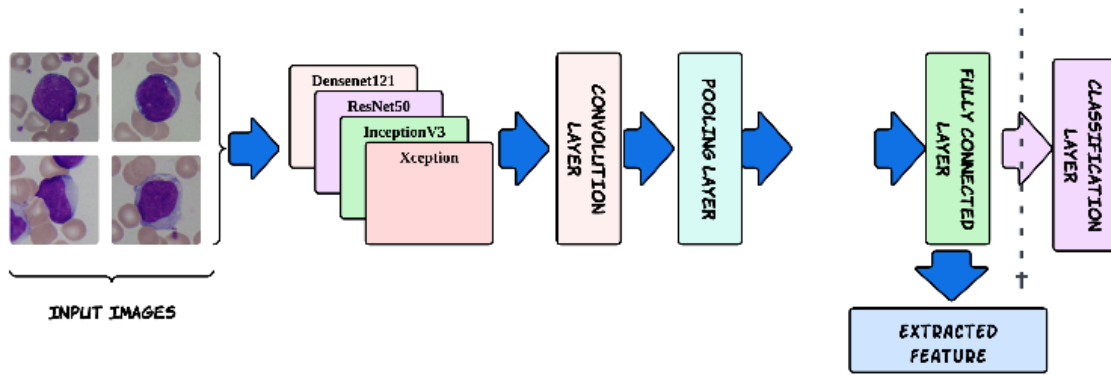 Densenet121
ResNet50
InceptionV3
Xception
CONVOLUTION
LAYER
POOLING LAYER
FULLY CONNECTED
LAYER
CLASSIFICATION
LAYER
INPUT IMAGES
EXTRACTED
FEATURE